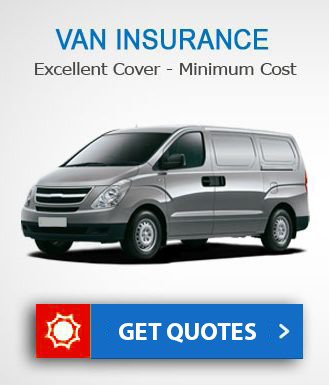 VAN INSURANCE
Excellent Cover - Minimum Cost
GET QUOTES >